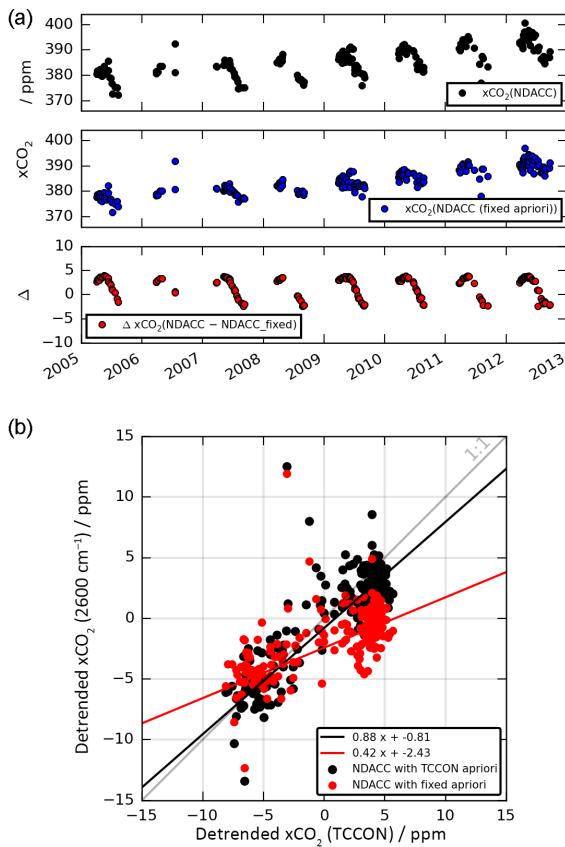 (a)
400
390
380
370
/ ppm
xCO₂(NDACC)
400
390
380
370
xCO₂
xCO₂(NDACC (fixed apriori))
10
5
0
−5
−10
Δ
Δ xCO₂(NDACC − NDACC_fixed)
2005 2006 2007 2008 2009 2010 2011 2012 2013
(b)
15
10
5
0
−5
−10
−15
Detrended xCO₂ (2600 cm⁻¹) / ppm
1:1
0.88 x + -0.81
0.42 x + -2.43
NDACC with TCCON apriori
NDACC with fixed apriori
−15 −10 −5 0 5 10 15
Detrended xCO₂ (TCCON) / ppm